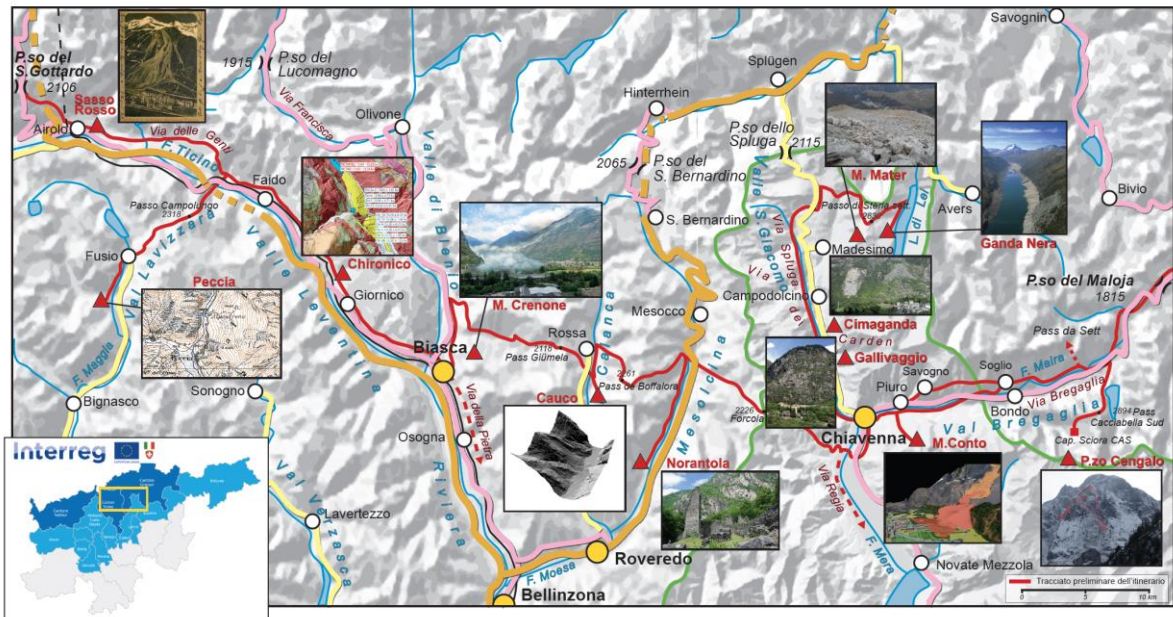 P.so del
S.Gottardo
2106
Sasso
Rosso
Airolo
Via delle Genti
F. Ticino
1915
P.so del
Lucomagno
Via Francisca
Olivone
Valle di Blenio
Faido
Passo Campolungo
2318
Fusio
Val Lavizzara
Valle Leventina
Peccia
F. Maggia
Bignasco
Sonogno
Chironico
Giornico
M. Crenone
Biasca
Via della Pietra
Osogna
Riviera
Lavertezzo
Val Verzasca
Bellinzona
F. Moesa
Roveredo
Norantola
Mesolcina
Rossa
2118
Pass Giümela
Calanca
Cauco
2261
Pass de Boffalora
Mesocco
S. Bernardino
2065
P.so del
S. Bernardino
Hinterrhein
Splügen
P.so dello
Spluga
2115
Valle S.Giacomo
Via Spluga
Via del Carden
M. Mater
Madesimo
L. di Lei
Avers
Ganda Nera
Savognin
Bivio
P.so del Maloja
1815
Pass da Sett
Campodolcino
Cimaganda
Gallivaggio
Savogno
Piuro
Soglio
F. Maira
Via Bregaglia
Bondo
Val Bregaglia
2894 Pass
Cacciabella Sud
Cap. Sciora CAS
P.zo Cengalo
2226
Forcola
Chiavenna
M.Conto
Via Regia
F. Mera
Novate Mezzola
Tracciato preliminare dell'itinerario
0 5 10 km
Interreg